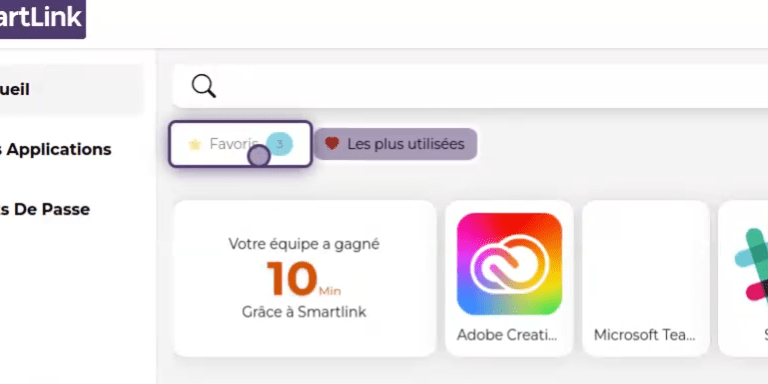 artLink
ueil
Applications
s De Passe
Favoris 3
Les plus utilisées
Votre équipe a gagné
10 Min
Grâce à Smartlink
Adobe Creati...
Microsoft Tea...
S